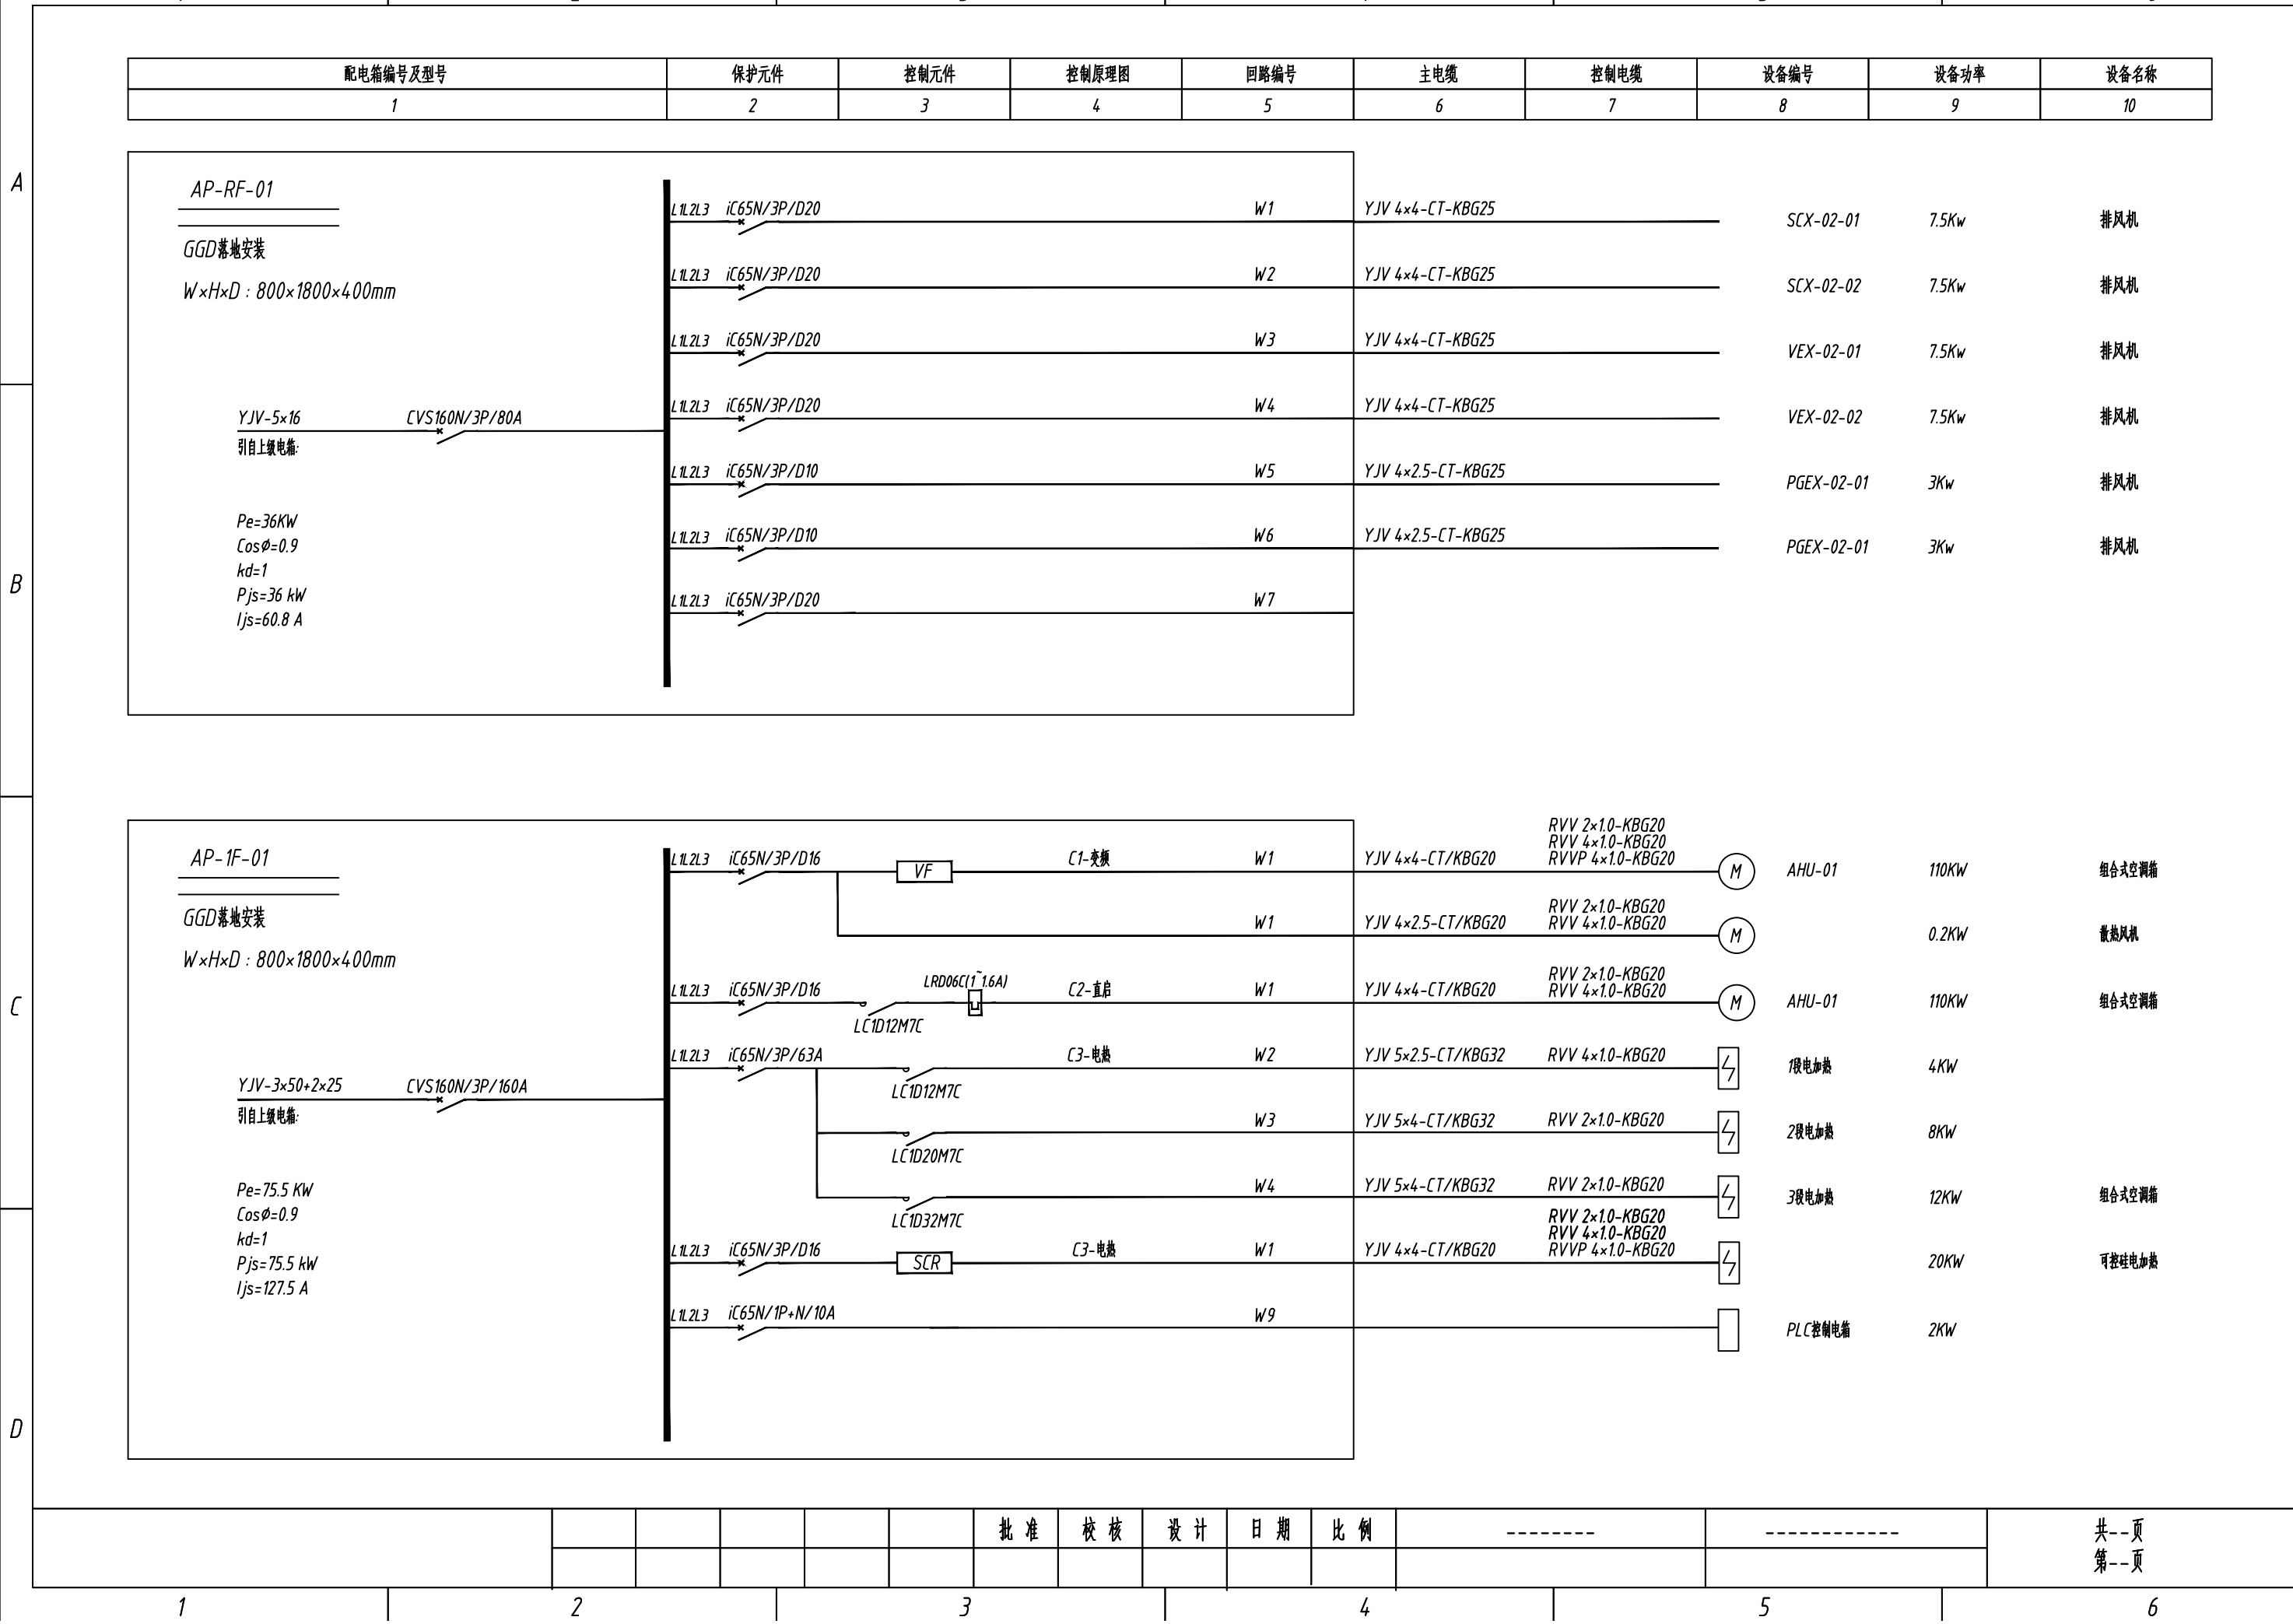 配电箱编号及型号 保护元件 控制元件 控制原理图 回路编号 主电缆 控制电缆 设备编号 设备功率 设备名称
1 2 3 4 5 6 7 8 9 10
A
AP-RF-01
GGD落地安装
W×H×D : 800×1800×400mm
L1L2L3 iC65N/3P/D20 W1 YJV 4×4-CT-KBG25 SCX-02-01 7.5Kw 排风机
L1L2L3 iC65N/3P/D20 W2 YJV 4×4-CT-KBG25 SCX-02-02 7.5Kw 排风机
L1L2L3 iC65N/3P/D20 W3 YJV 4×4-CT-KBG25 VEX-02-01 7.5Kw 排风机
L1L2L3 iC65N/3P/D20 W4 YJV 4×4-CT-KBG25 VEX-02-02 7.5Kw 排风机
YJV-5×16 CVS160N/3P/80A
引自上级电箱:
L1L2L3 iC65N/3P/D10 W5 YJV 4×2.5-CT-KBG25 PGEX-02-01 3Kw 排风机
L1L2L3 iC65N/3P/D10 W6 YJV 4×2.5-CT-KBG25 PGEX-02-01 3Kw 排风机
L1L2L3 iC65N/3P/D20 W7
Pe=36KW
CosØ=0.9
kd=1
Pjs=36 kW
Ijs=60.8 A
B
AP-1F-01
GGD落地安装
W×H×D : 800×1800×400mm
RVV 2×1.0-KBG20
RVV 4×1.0-KBG20
L1L2L3 iC65N/3P/D16 VF C1-变频 W1 YJV 4×4-CT/KBG20 RVVP 4×1.0-KBG20 M AHU-01 110KW 组合式空调箱
RVV 2×1.0-KBG20
W1 YJV 4×2.5-CT/KBG20 RVV 4×1.0-KBG20 M 0.2KW 散热风机
LRD06C(1~1.6A) RVV 2×1.0-KBG20
L1L2L3 iC65N/3P/D16 C2-直启 W1 YJV 4×4-CT/KBG20 RVV 4×1.0-KBG20 M AHU-01 110KW 组合式空调箱
LC1D12M7C
C
L1L2L3 iC65N/3P/63A C3-电热 W2 YJV 5×2.5-CT/KBG32 RVV 4×1.0-KBG20 1段电加热 4KW
LC1D12M7C
YJV-3×50+2×25 CVS160N/3P/160A
引自上级电箱:
W3 YJV 5×4-CT/KBG32 RVV 2×1.0-KBG20 2段电加热 8KW
LC1D20M7C
W4 YJV 5×4-CT/KBG32 RVV 2×1.0-KBG20 3段电加热 12KW 组合式空调箱
LC1D32M7C
RVV 2×1.0-KBG20
RVV 4×1.0-KBG20
L1L2L3 iC65N/3P/D16 SCR C3-电热 W1 YJV 4×4-CT/KBG20 RVVP 4×1.0-KBG20 20KW 可控硅电加热
L1L2L3 iC65N/1P+N/10A W9 PLC控制电箱 2KW
Pe=75.5 KW
CosØ=0.9
kd=1
Pjs=75.5 kW
Ijs=127.5 A
D
批 准 校 核 设 计 日 期 比 例 -------- ------------ 共--页
第--页
1 2 3 4 5 6